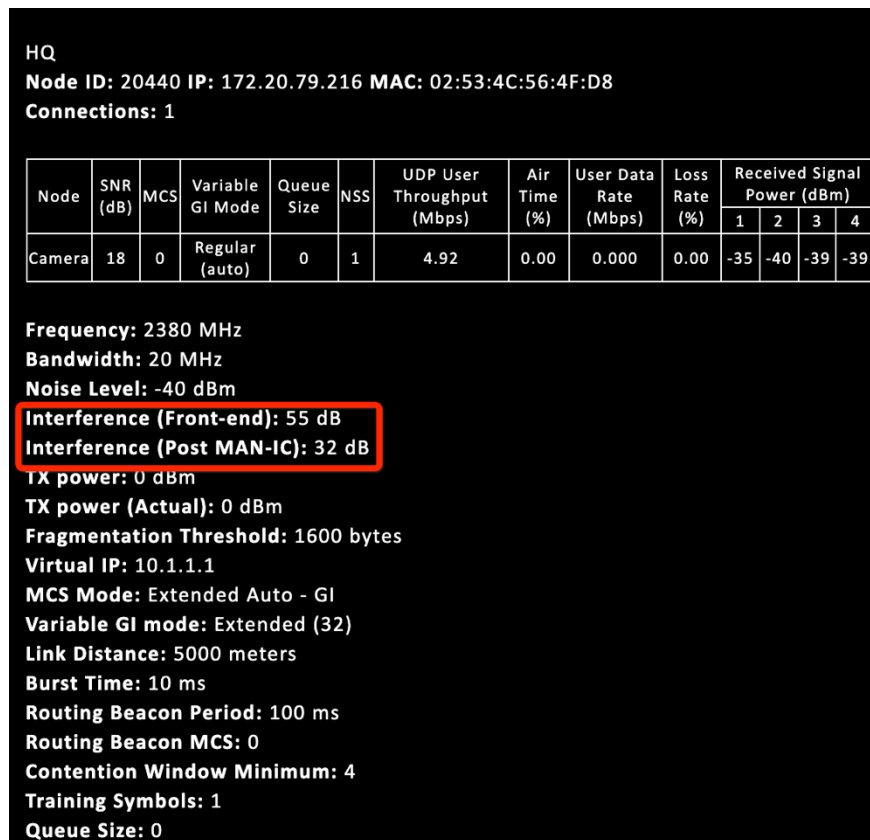 HQ
Node ID: 20440 IP: 172.20.79.216 MAC: 02:53:4C:56:4F:D8
Connections: 1
Node SNR (dB) MCS Variable GI Mode Queue Size NSS UDP User Throughput (Mbps) Air Time (%) User Data Rate (Mbps) Loss Rate (%) Received Signal Power (dBm)
1 2 3 4
Camera 18 0 Regular (auto) 0 1 4.92 0.00 0.000 0.00 -35 -40 -39 -39
Frequency: 2380 MHz
Bandwidth: 20 MHz
Noise Level: -40 dBm
Interference (Front-end): 55 dB
Interference (Post MAN-IC): 32 dB
TX power: 0 dBm
TX power (Actual): 0 dBm
Fragmentation Threshold: 1600 bytes
Virtual IP: 10.1.1.1
MCS Mode: Extended Auto - GI
Variable GI mode: Extended (32)
Link Distance: 5000 meters
Burst Time: 10 ms
Routing Beacon Period: 100 ms
Routing Beacon MCS: 0
Contention Window Minimum: 4
Training Symbols: 1
Queue Size: 0